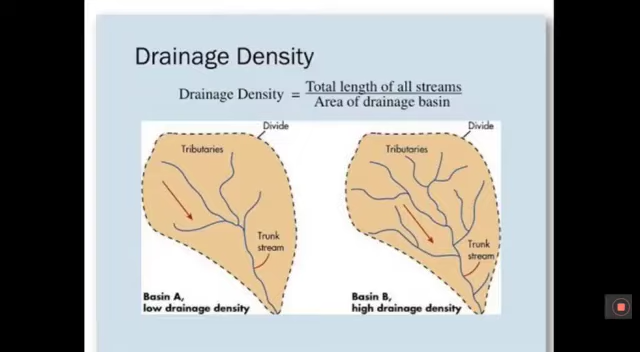 Drainage Density
Drainage Density = Total length of all streams
Area of drainage basin
Divide
Tributaries
Trunk
stream
Basin A,
low drainage density
Divide
Tributaries
Trunk
stream
Basin B,
high drainage density